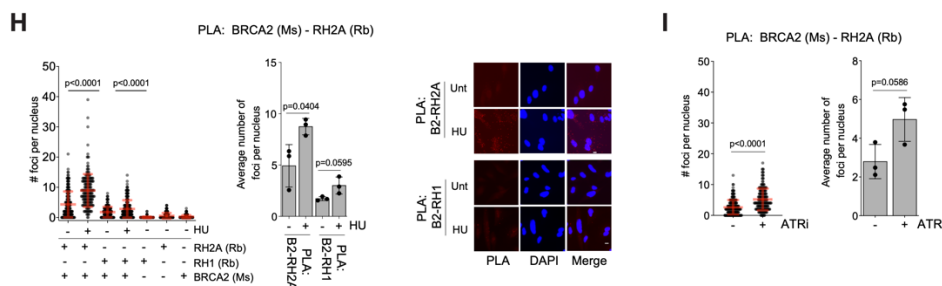 H
PLA: BRCA2 (Ms) - RH2A (Rb)
# foci per nucleus
50
40
30
20
10
0
p<0.0001
p<0.0001
- + - + - - - HU
+ + - - - + - RH2A (Rb)
- - + + + - - RH1 (Rb)
+ + + + - - + BRCA2 (Ms)
Average number of
foci per nucleus
15
10
5
0
p=0.0404
p=0.0595
- + - + HU
PLA:
B2-RH2A
PLA:
B2-RH1
PLA:
B2-RH2A
Unt
HU
PLA:
B2-RH1
Unt
HU
PLA DAPI Merge
I
PLA: BRCA2 (Ms) - RH2A (Rb)
# foci per nucleus
50
40
30
20
10
0
p<0.0001
- +
ATRi
Average number of
foci per nucleus
8
6
4
2
0
p=0.0586
- +
ATRi